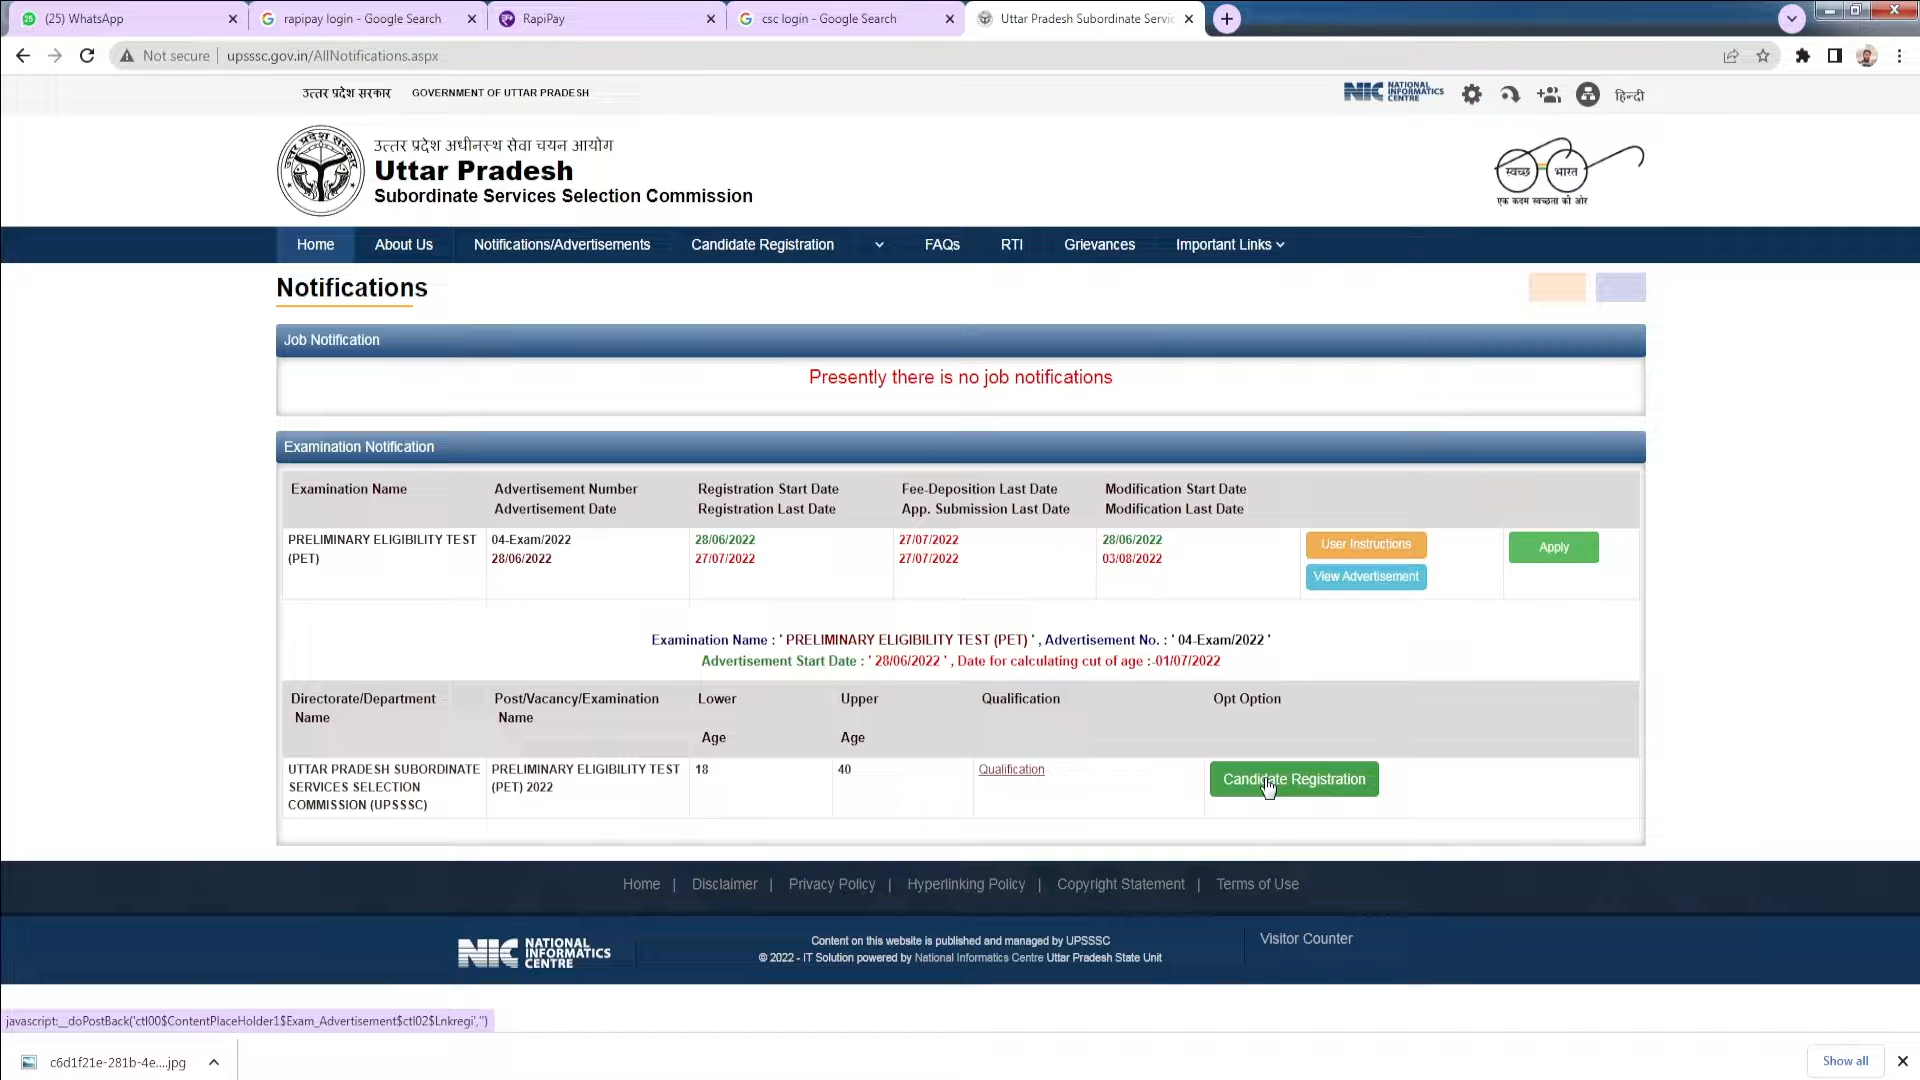 (25) WhatsApp
rapipay login - Google Search
RapiPay
csc login - Google Search
Uttar Pradesh Subordinate Servic
Not secure
upsssc.gov.in/AllNotifications.aspx
उत्तर प्रदेश सरकार GOVERNMENT OF UTTAR PRADESH
NIC NATIONAL INFORMATICS CENTRE
हिन्दी
उत्तर प्रदेश अधीनस्थ सेवा चयन आयोग
Uttar Pradesh
Subordinate Services Selection Commission
स्वच्छ भारत
एक कदम स्वच्छता की ओर
Home About Us Notifications/Advertisements Candidate Registration FAQs RTI Grievances Important Links
Notifications
Job Notification
Presently there is no job notifications
Examination Notification
Examination Name
Advertisement Number
Advertisement Date
Registration Start Date
Registration Last Date
Fee-Deposition Last Date
App. Submission Last Date
Modification Start Date
Modification Last Date
PRELIMINARY ELIGIBILITY TEST
(PET)
04-Exam/2022
28/06/2022
28/06/2022
27/07/2022
27/07/2022
27/07/2022
28/06/2022
03/08/2022
User Instructions
View Advertisement
Apply
Examination Name : ' PRELIMINARY ELIGIBILITY TEST (PET) ' , Advertisement No. : ' 04-Exam/2022 '
Advertisement Start Date : ' 28/06/2022 ' , Date for calculating cut of age :-01/07/2022
Directorate/Department
Name
Post/Vacancy/Examination
Name
Lower
Age
Upper
Age
Qualification
Opt Option
UTTAR PRADESH SUBORDINATE
SERVICES SELECTION
COMMISSION (UPSSSC)
PRELIMINARY ELIGIBILITY TEST
(PET) 2022
18
40
Qualification
Candidate Registration
Home | Disclaimer | Privacy Policy | Hyperlinking Policy | Copyright Statement | Terms of Use
NIC NATIONAL INFORMATICS CENTRE
Content on this website is published and managed by UPSSSC
© 2022 - IT Solution powered by National Informatics Centre Uttar Pradesh State Unit
Visitor Counter
javascript:__doPostBack('ctl00$ContentPlaceHolder1$Exam_Advertisement$ctl02$Lnkregi','')
c6d1f21e-281b-4e....jpg
Show all